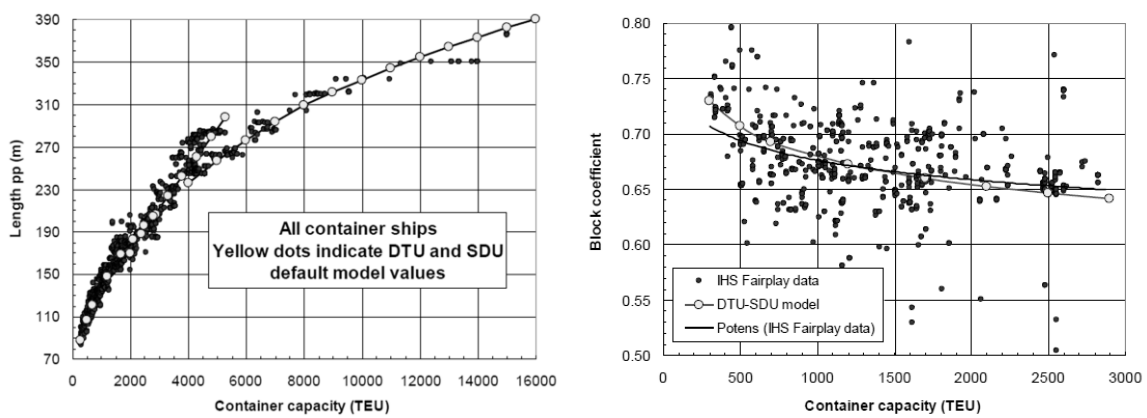 390
350
310
270
230
190
150
110
70
Length pp (m)
All container ships
Yellow dots indicate DTU and SDU
default model values
0 2000 4000 6000 8000 10000 12000 14000 16000
Container capacity (TEU)
0.80
0.75
0.70
0.65
0.60
0.55
0.50
Block coefficient
IHS Fairplay data
DTU-SDU model
Potens (IHS Fairplay data)
0 500 1000 1500 2000 2500 3000
Container capacity (TEU)